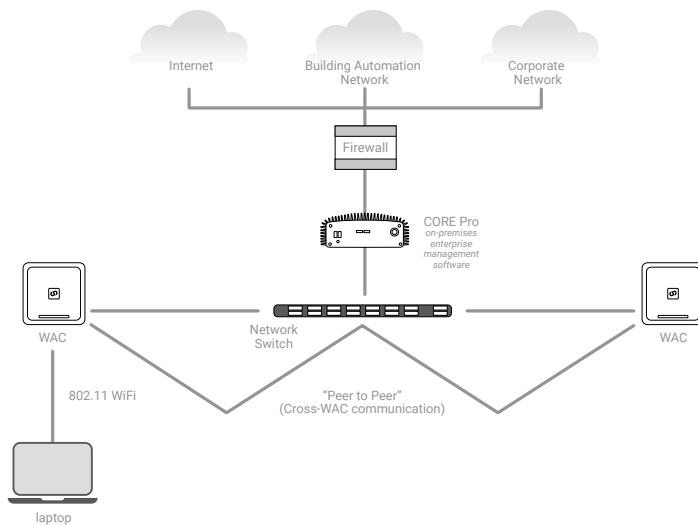 Internet
Building Automation
Network
Corporate
Network
Firewall
CORE Pro
on-premises
enterprise
management
software
WAC
Network
Switch
WAC
802.11 WiFi
“Peer to Peer”
(Cross-WAC communication)
laptop